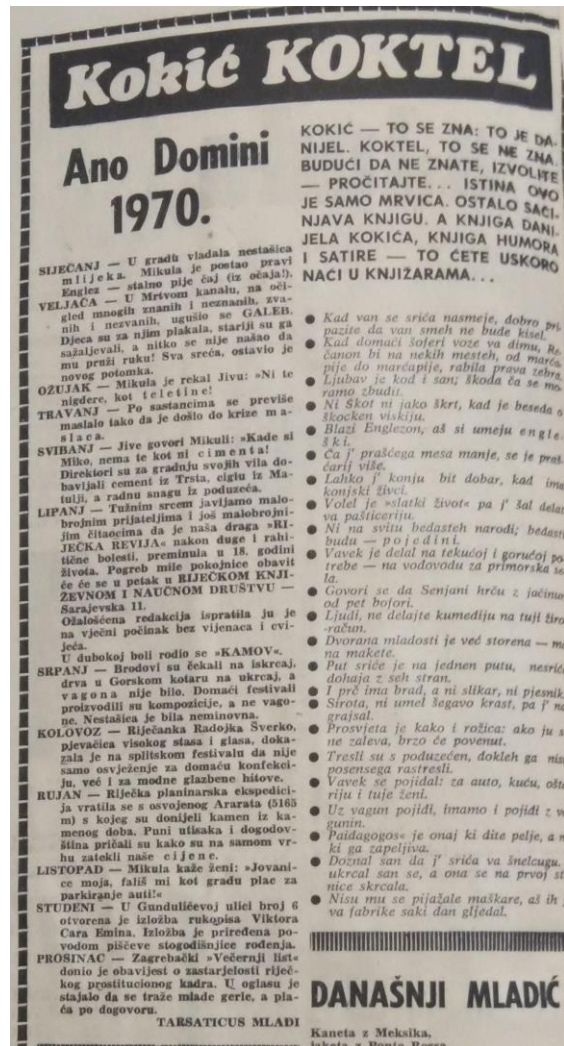 Kokić KOKTEL
Ano Domini
1970.
SIJEČANJ — U gradu vladala nestašica
mlijeka. Mikula je postao pravi
Englez — stalno pije čaj (iz očaja!).
VELJAČA — U Mrtvom kanalu, na oči-
gled mnogih znanih i neznanih, zva-
nih i nezvanih, ugušio se GALEB.
Djeca su za njim plakala, stariji su ga
sažaljevali, a nitko se nije našao da
mu pruži ruku! Sva sreća, ostavio je
novog potomka.
OŽUJAK — Mikula je rekal Jivu: »Ni te
nigdere, kot teletine!
TRAVANJ — Po sastancima se previše
maslalo tako da je došlo do krize ma-
slaca.
SVIBANJ — Jive govori Mikuli: »Kade si
Miko, nema te kot ni cimenta!
Direktori su za gradnju svojih vila do-
bavljali cement iz Trsta, ciglu iz Ma-
tulji, a radnu snagu iz poduzeća.
LIPANJ — Tužnim srcem javljamo malo-
brojnim prijateljima i još malobrojni-
jim čitaocima da je naša draga »RI-
JEČKA REVIJA« nakon duge i rahi-
tične bolesti, preminula u 18. godini
života. Pogreb mile pokojnice obavit
će će se u petak u RIJEČKOM KNJI-
ŽEVNOM I NAUČNOM DRUŠTVU —
Sarajevska 11.
Ožalošćena redakcija ispratila ju je
na vječni počinak bez vijenaca i cvi-
jeća.
U dubokoj boli rodio se »KAMOV«.
SRPANJ — Brodovi su čekali na iskrcaj,
drva u Gorskom kotaru na ukrcaj, a
vagona nije bilo. Domaći festivali
proizvodili su kompozicije, a ne vago-
ne. Nestašica je bila neminovna.
KOLOVOZ — Riječanka Radojka Šverko,
pjevačica visokog stasa i glasa, doka-
zala je na splitskom festivalu da nije
samo osvježenje za domaću konfekci-
ju, već i za modne glazbene hitove.
RUJAN — Riječka planinarska ekspedici-
ja vratila se s osvojenog Ararata (5165
m) s kojeg su donijeli kamen iz ka-
menog doba. Puni utisaka i dogodov-
ština pričali su kako su na samom vr-
hu zatekli naše cijene.
LISTOPAD — Mikula kaže ženi: »Jovani-
ce moja, fališ mi kot gradu plac za
parkiranje auti!«
STUDENI — U Gundulićevoj ulici broj 6
otvorena je izložba rukopisa Viktora
Cara Emina. Izložba je priređena po-
vodom piščeve stogodišnjice rođenja.
PROSINAC — Zagrebački »Večernji list«
donio je obavijest o zastarjelosti riječ-
kog prostitucionog kadra. U oglasu je
stajalo da se traže mlade gerle, a pla-
ća po dogovoru.
TARSATICUS MLADI
KOKIĆ — TO SE ZNA: TO JE DA-
NIJEL. KOKTEL, TO SE NE ZNA.
BUDUĆI DA NE ZNATE, IZVOLITE
— PROČITAJTE... ISTINA OVO
JE SAMO MRVICA. OSTALO SAČI-
NJAVA KNJIGU. A KNJIGA DANI-
JELA KOKIĆA, KNJIGA HUMORA
I SATIRE — TO ĆETE USKORO
NAĆI U KNJIŽARAMA...
● Kad van se srića nasmeje, dobro pri-
pazite da van smeh ne bude kisel.
● Kad domaći šoferi voze va dimu, Re-
čanon bi na nekih mesteh, od marča-
pije do marčapije, rabila prava zebra.
● Ljubav je kod i san; škoda ča se mo-
ramo zbudit.
● Ni Škot ni jako škrt, kad je beseda o
škocken viskiju.
● Blazi Englezon, aš si umeju engle-
ški.
● Ča j' prašćega mesa manje, se je praš-
ćarij više.
● Lahko j' konju bit dobar, kad ima
konjski živci.
● Volel je »slatki život« pa j' šal delat
va pašticeriju.
● Ni na svitu bedasteh narodi; bedasti
budu — pojedini.
● Vavek je delal na tekućoj i gorućoj po-
trebe — na vodovodu za primorska se-
la.
● Govori se da Senjani hrču z jačinun
od pet bofori.
● Ljudi, ne delajte kumediju na tuji žiro
-račun.
● Dvorana mladosti je već storena —
na makete.
● Put sriće je na jednen putu, nesriće
dohaja z seh stran.
● I prč ima brad, a ni slikar, ni pjesnik.
● Sirota, ni umel šegavo krast, pa j'
grajsal.
● Prosvjeta je kako i rožica: ako ju se
ne zaleva, brzo će povenut.
● Tresli su s poduzećen, dokleh ga nisu
posensega vastresli.
● Vavek se pojidal: za auto, kuću,
riju i tuje ženi.
● Uz vagun pojidi, imamo i pojidi z va-
gunin.
● Paidagogos« je onaj ki dite pelje, a
ki ga zapeljiva.
● Doznal san da j' srića va šnelcugu.
ukrcal san se, a ona se na prvoj sta-
nice skrcala.
● Nisu mu se pijažale maškare, aš ih
va fabrike saki dan gljedal.
DANAŠNJI MLADIĆ
Kaneta z Meksika,
jaketa z Ponte Rossa